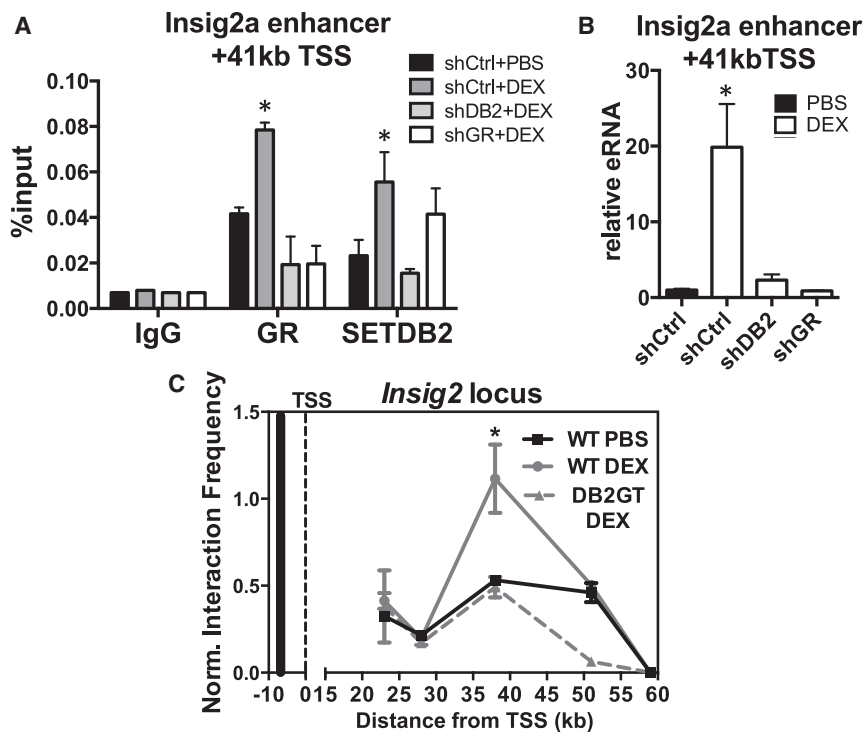 A
Insig2a enhancer
+41kb TSS
shCtrl+PBS
shCtrl+DEX
shDB2+DEX
shGR+DEX
%input
0.10
0.08
0.06
0.04
0.02
0.00
*
*
IgG
GR
SETDB2
B
Insig2a enhancer
+41kbTSS
PBS
DEX
relative eRNA
30
20
10
0
*
shCtrl
shCtrl
shDB2
shGR
C
Insig2 locus
TSS
Norm. Interaction Frequency
1.5
1.0
0.5
0.0
*
WT PBS
WT DEX
DB2GT
DEX
-10 0 15 20 25 30 35 40 45 50 55 60
Distance from TSS (kb)